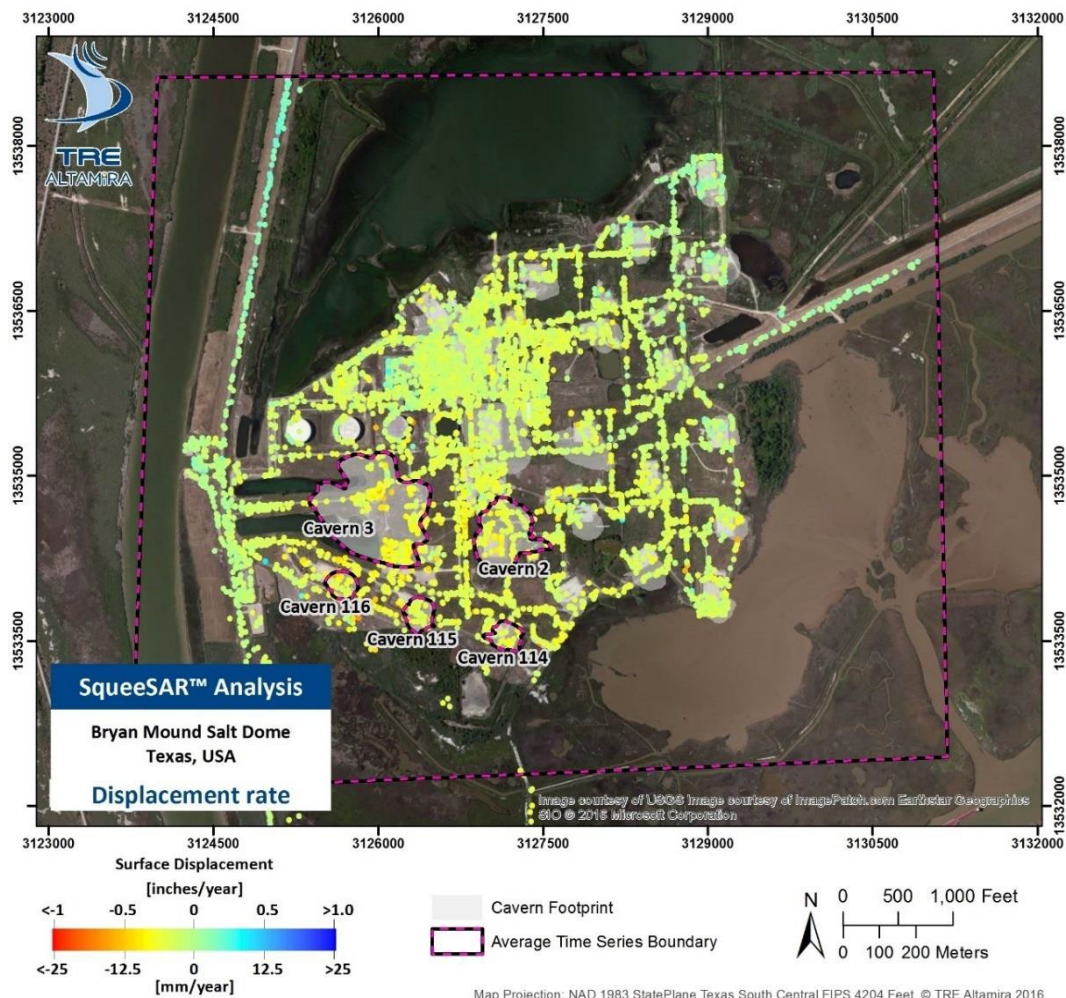 3123000 3124500 3126000 3127500 3129000 3130500 3132000
TRE
ALTAMIRA
13538000 13538000
13536500 13536500
13535000 13535000
Cavern 3
Cavern 2
Cavern 116
Cavern 115
Cavern 114
13533500 13533500
SqueeSAR™ Analysis
Bryan Mound Salt Dome
Texas, USA
Displacement rate
Image courtesy of USGS Image courtesy of ImagePatch.com Earthstar Geographics
SIO © 2016 Microsoft Corporation
13532000
3123000 3124500 3126000 3127500 3129000 3130500 3132000
Surface Displacement
[inches/year]
<-1 -0.5 0 0.5 >1.0
<-25 -12.5 0 12.5 >25
[mm/year]
Cavern Footprint
Average Time Series Boundary
N
0 500 1,000 Feet
0 100 200 Meters
Map Projection: NAD 1983 StatePlane Texas South Central FIPS 4204 Feet © TRE Altamira 2016